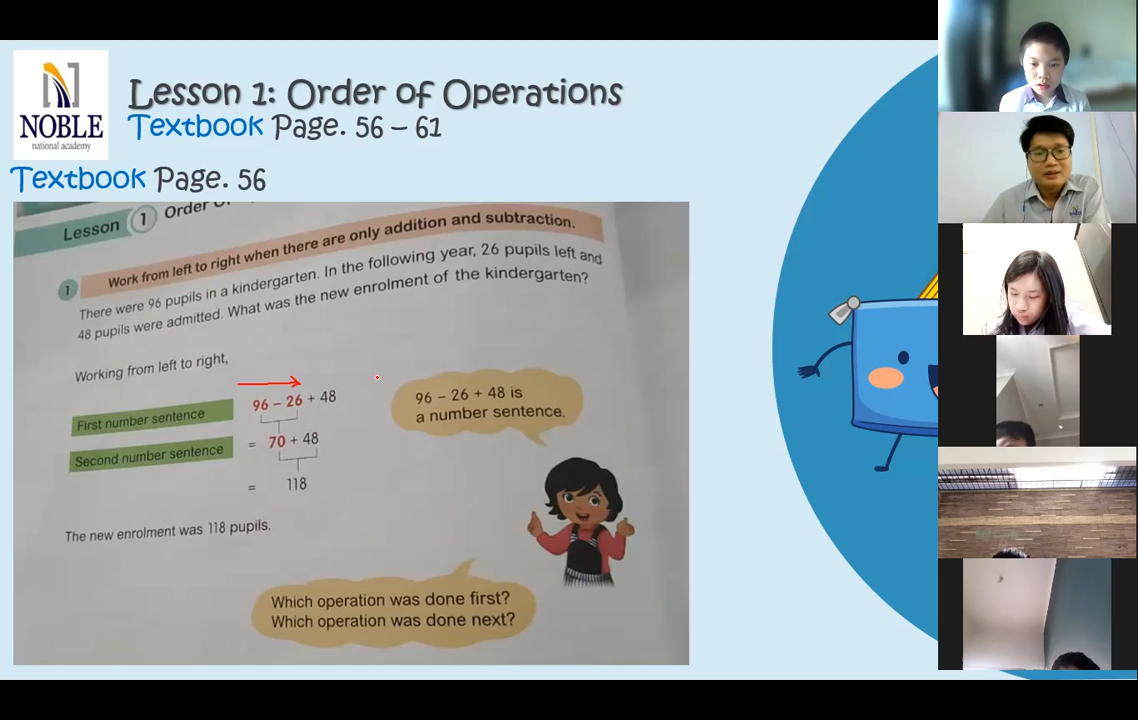 NOBLE
national academy
Lesson 1: Order of Operations
Textbook Page. 56 – 61
Textbook Page. 56
Lesson 1 Order
Work from left to right when there are only addition and subtraction.
1 There were 96 pupils in a kindergarten. In the following year, 26 pupils left and
48 pupils were admitted. What was the new enrolment of the kindergarten?
Working from left to right,
First number sentence 96 – 26 + 48
Second number sentence = 70 + 48
= 118
96 – 26 + 48 is
a number sentence.
The new enrolment was 118 pupils.
Which operation was done first?
Which operation was done next?